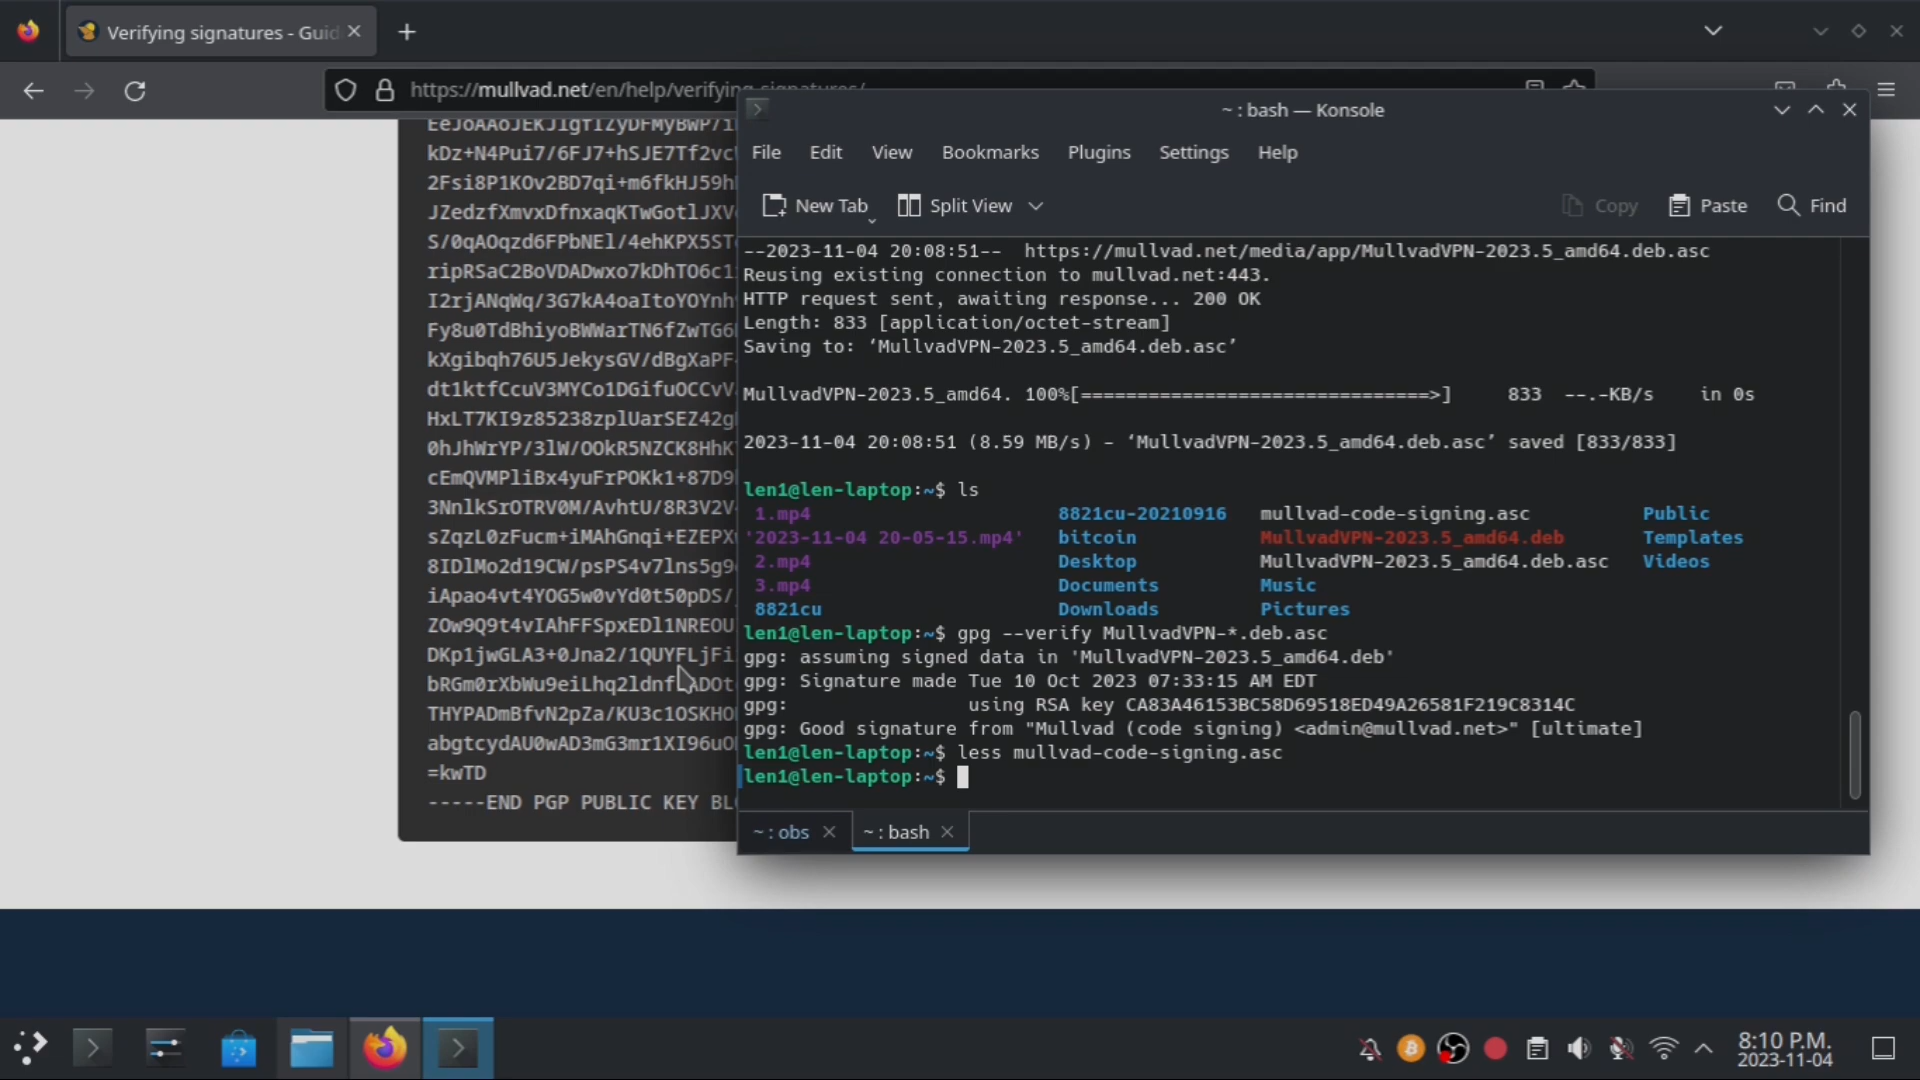 Verifying signatures - Guid
https://mullvad.net/en/help/verifying-signatures/
kDz+N4Pui7/6FJ7+hSJE7Tf2vc
2Fsi8P1KOv2BD7qi+m6fkHJ59h
JZedzfXmvxDfnxaqKTwGotlJXV
S/0qAOqzd6FPbNEl/4ehKPX5ST
ripRSaC2BoVDADwxo7kDhTO6c1
I2rjANqWq/3G7kA4oaItoYOYnh
Fy8u0TdBhiyoBWWarTN6fZwTG6
kXgibqh76U5JekysGV/dBgXaPF
dt1ktfCcuV3MYCo1DGifuOCCvV
HxLT7KI9z85238zplUarSEZ42g
0hJhWrYP/3lW/OOkR5NZCK8HhK
cEmQVMPliBx4yuFrPOKk1+87D9
3NnlkSrOTRV0M/AvhtU/8R3V2V
sZqzL0zFucm+iMAhGnqi+EZEPX
8IDlMo2d19CW/psPS4v7lns5g9
iApao4vt4YOG5w0vYd0t50pDS/
ZOw9Q9t4vIAhFFSpxEDl1NREOU
DKp1jwGLA3+0Jna2/1QUYFLjFi
THYPADmBfvN2pZa/KU3c1OSKHO
abgtcydAU0wAD3mG3mr1XI96uO
=kwTD
-----END PGP PUBLIC KEY BL
~ : bash — Konsole
File Edit View Bookmarks Plugins Settings Help
New Tab Split View Copy Paste Find
--2023-11-04 20:08:51--  https://mullvad.net/media/app/MullvadVPN-2023.5_amd64.deb.asc
Reusing existing connection to mullvad.net:443.
HTTP request sent, awaiting response... 200 OK
Length: 833 [application/octet-stream]
Saving to: ‘MullvadVPN-2023.5_amd64.deb.asc’
MullvadVPN-2023.5_amd64. 100%[==============================>]     833  --.-KB/s    in 0s
2023-11-04 20:08:51 (8.59 MB/s) - ‘MullvadVPN-2023.5_amd64.deb.asc’ saved [833/833]
len1@len-laptop:~$ ls
1.mp4 8821cu-20210916 mullvad-code-signing.asc Public
'2023-11-04 20-05-15.mp4' bitcoin MullvadVPN-2023.5_amd64.deb Templates
2.mp4 Desktop MullvadVPN-2023.5_amd64.deb.asc Videos
3.mp4 Documents Music
8821cu Downloads Pictures
len1@len-laptop:~$ gpg --verify MullvadVPN-*.deb.asc
gpg: assuming signed data in 'MullvadVPN-2023.5_amd64.deb'
gpg: Signature made Tue 10 Oct 2023 07:33:15 AM EDT
gpg:                using RSA key CA83A46153BC58D69518ED49A26581F219C8314C
gpg: Good signature from "Mullvad (code signing) <admin@mullvad.net>" [ultimate]
len1@len-laptop:~$ less mullvad-code-signing.asc
len1@len-laptop:~$
~ : obs ~ : bash
8:10 P.M.
2023-11-04